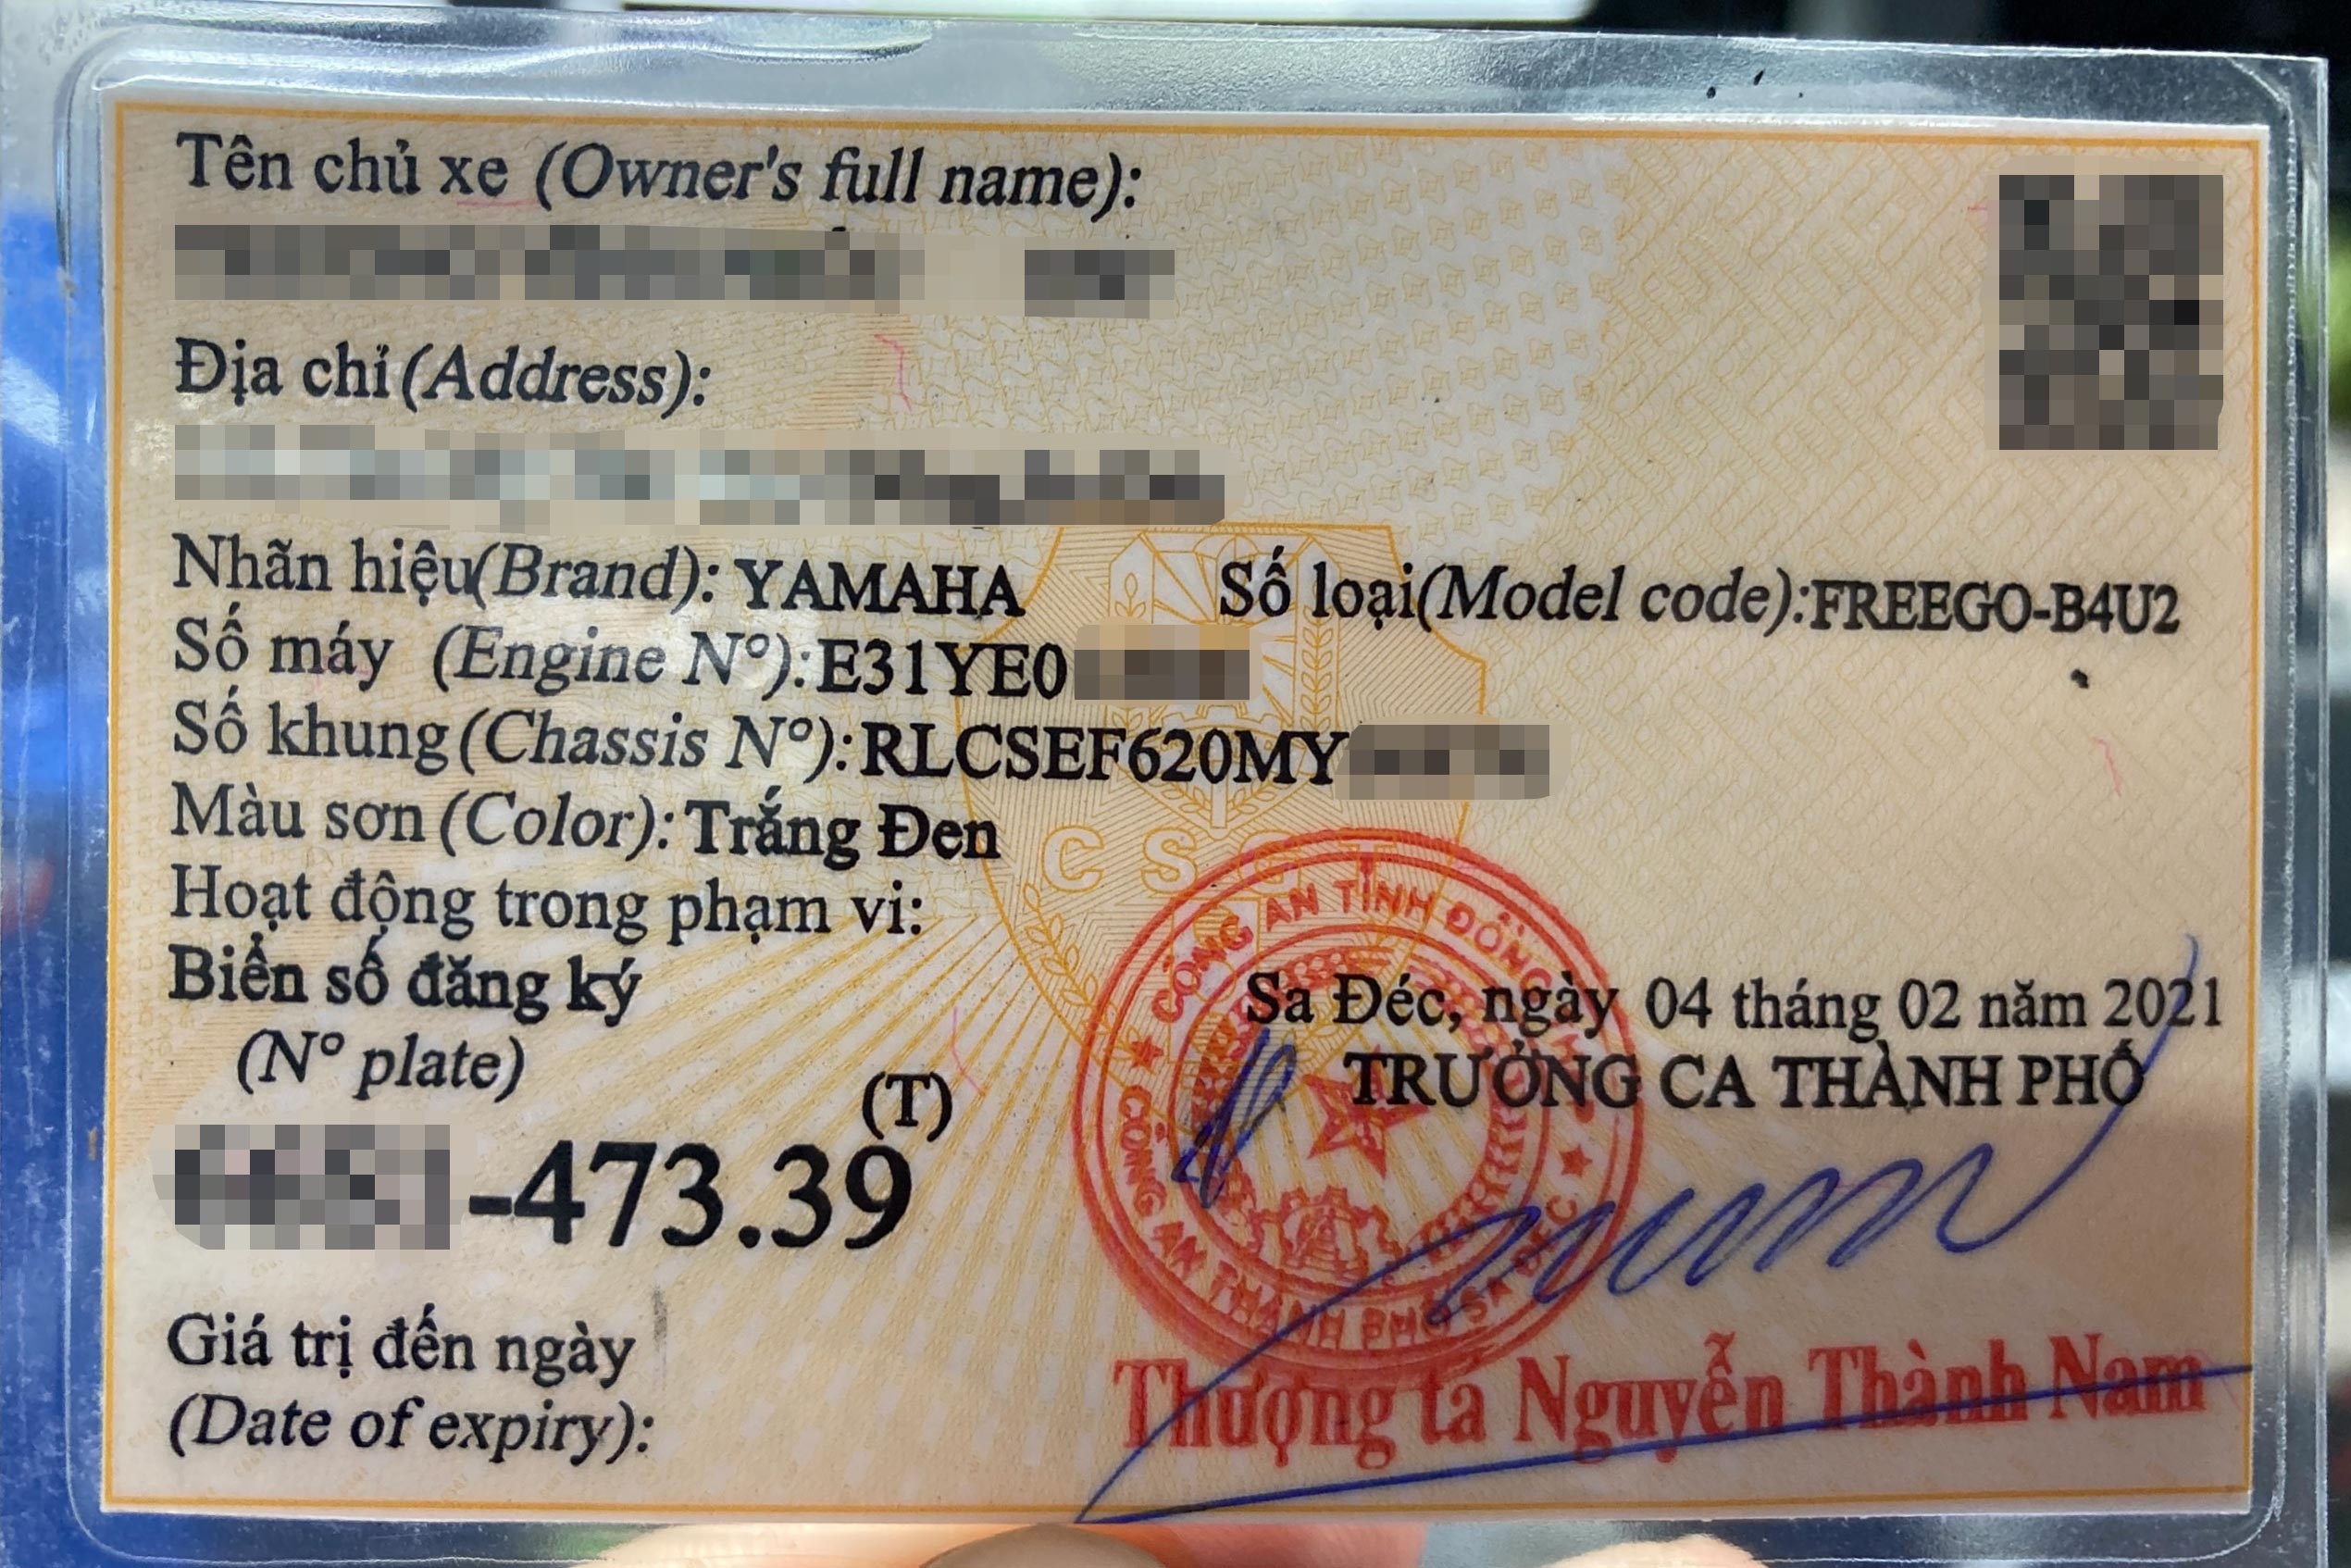 Tên chủ xe (Owner's full name):
Địa chỉ (Address):
Nhãn hiệu(Brand): YAMAHA Số loại(Model code):FREEGO-B4U2
Số máy (Engine N°):E31YE0
Số khung(Chassis N°):RLCSEF620MY
Màu sơn (Color): Trắng Đen
CSGT
Hoạt động trong phạm vi:
CÔNG AN TỈNH ĐỒNG
Biển số đăng ký
(N° plate)
Sa Đéc, ngày 04 tháng 02 năm 2021
TRƯỞNG CA THÀNH PHỐ
(T)
-473.39
CÔNG AN THÀNH PHỐ SA ĐÉC
Giá trị đến ngày
(Date of expiry):
Thượng tá Nguyễn Thành Nam